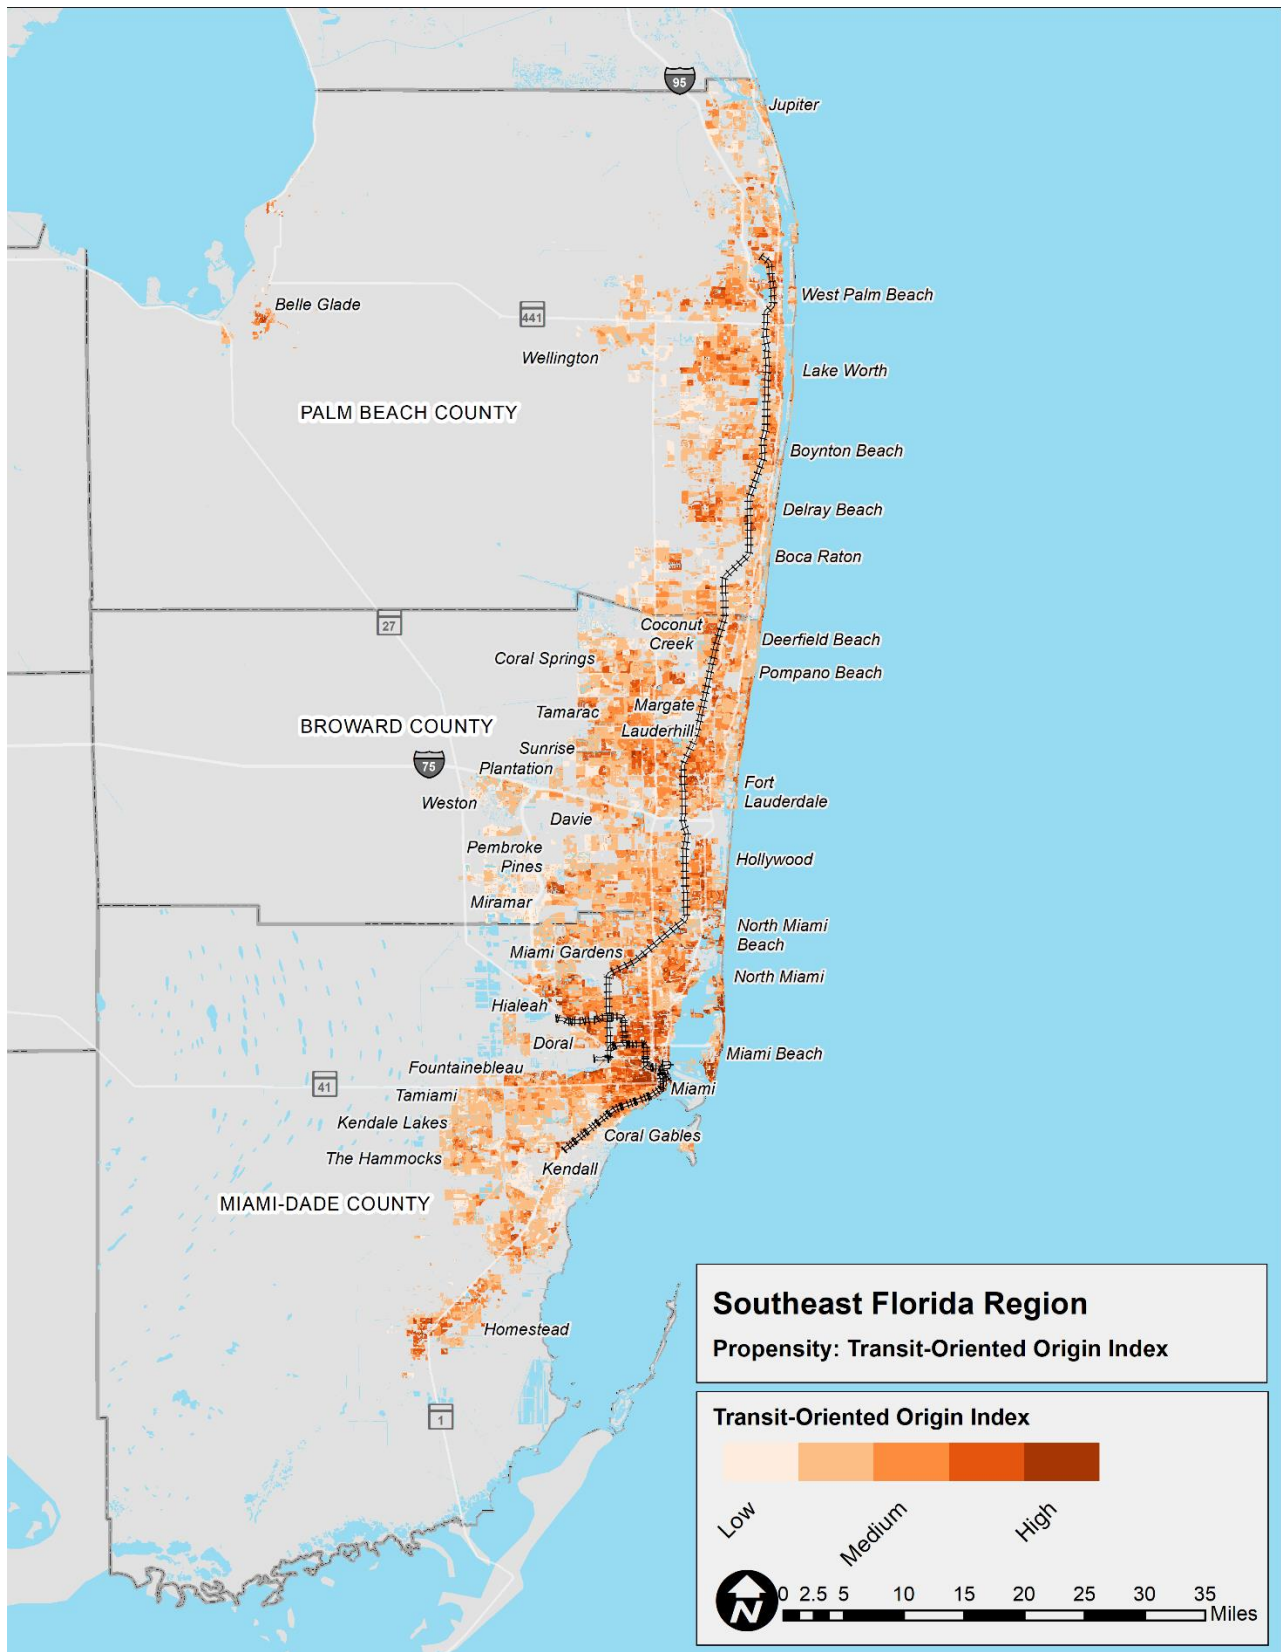 95
Jupiter
Belle Glade
441
West Palm Beach
Wellington
Lake Worth
PALM BEACH COUNTY
Boynton Beach
Delray Beach
Boca Raton
27
Coconut
Creek
Deerfield Beach
Coral Springs
Pompano Beach
Margate
Tamarac
BROWARD COUNTY
Lauderhill
Sunrise
Plantation
75
Weston
Fort
Lauderdale
Davie
Pembroke
Pines
Hollywood
Miramar
North Miami
Beach
Miami Gardens
North Miami
Hialeah
Doral
Miami Beach
Fountainebleau
41
Tamiami
Miami
Kendale Lakes
Coral Gables
The Hammocks
Kendall
MIAMI-DADE COUNTY
Homestead
1
Southeast Florida Region
Propensity: Transit-Oriented Origin Index
Transit-Oriented Origin Index
Low
Medium
High
N
0 2.5 5 10 15 20 25 30 35
Miles